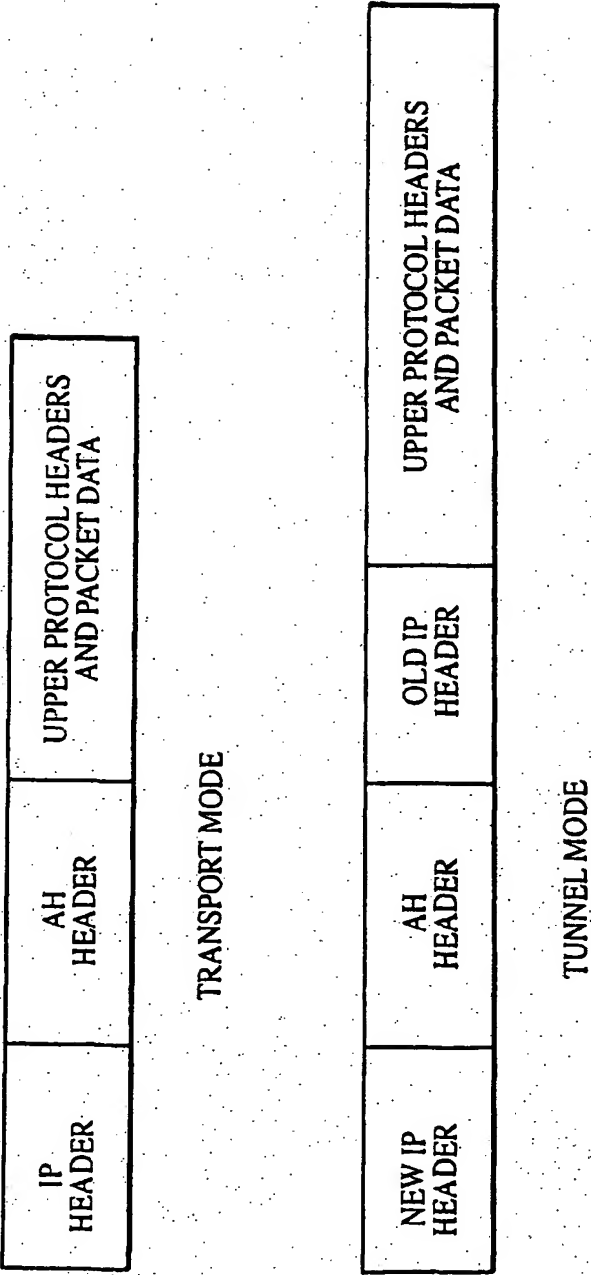 IP
HEADER
AH
HEADER
UPPER PROTOCOL HEADERS
AND PACKET DATA
TRANSPORT MODE
NEW IP
HEADER
AH
HEADER
OLD IP
HEADER
UPPER PROTOCOL HEADERS
AND PACKET DATA
TUNNEL MODE